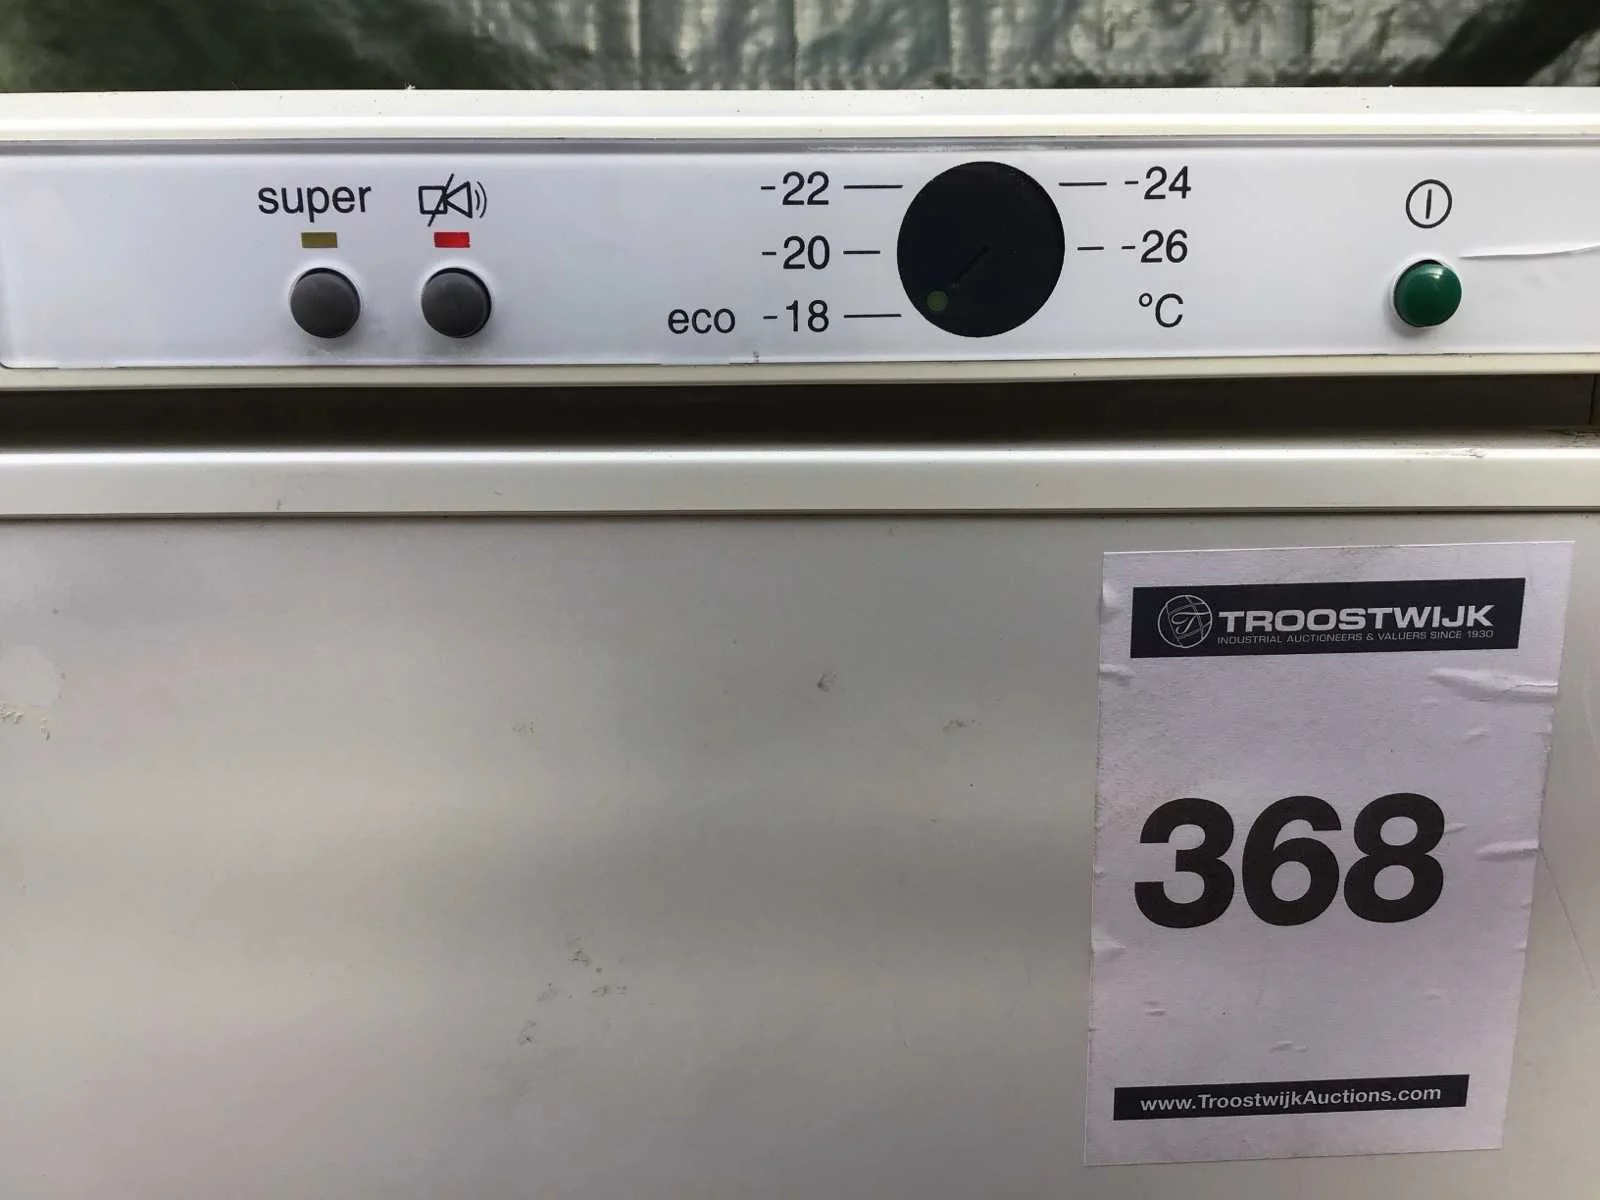 super
-22
-20
eco -18
-24
-26
°C
TROOSTWIJK
INDUSTRIAL AUCTIONEERS & VALUERS SINCE 1930
368
www.TroostwijkAuctions.com